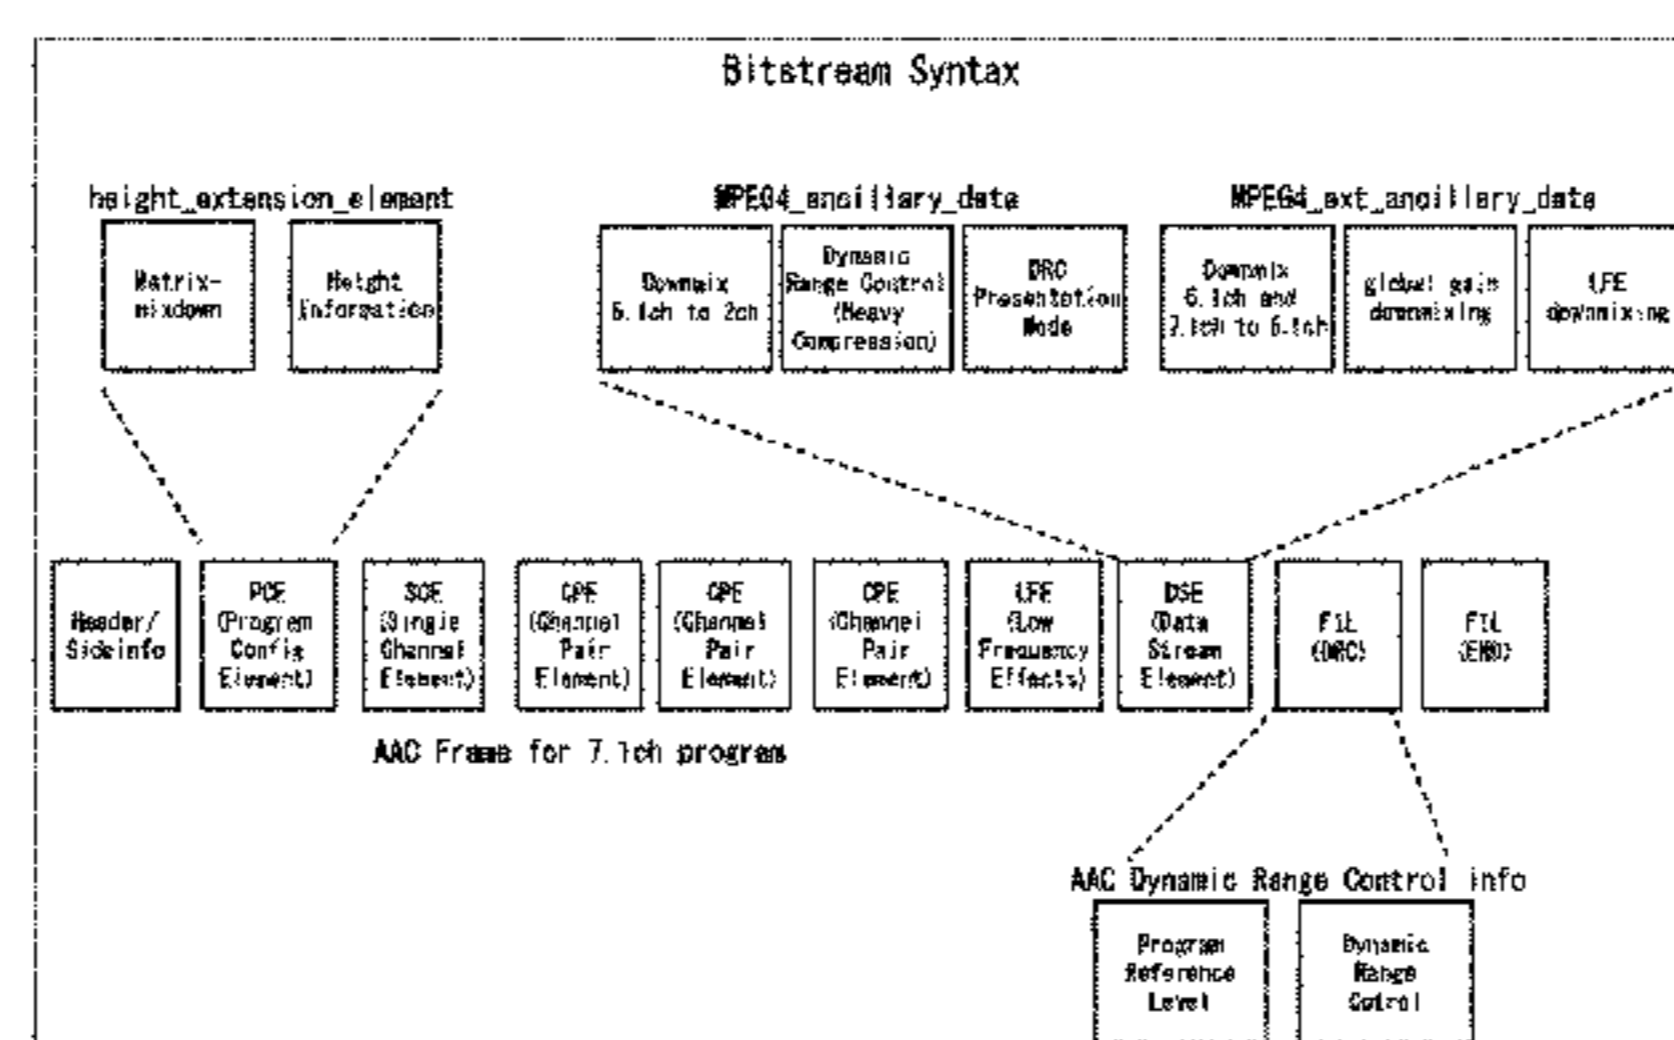 Bitstream Syntax
height_extension_element
Matrix-
mixdown
Height
Information
MPEG4_ancillary_data
Downmix
5.1ch to 2ch
Dynamic
Range Control
(Heavy
Compression)
DRC
Presentation
Mode
MPEG4_ext_ancillary_data
Downmix
6.1ch and
7.1ch to 5.1ch
global gain
downmixing
LFE
downmixing
Header/
Sideinfo
PCE
(Program
Config
Element)
SCE
(Single
Channel
Element)
CPE
(Channel
Pair
Element)
CPE
(Channel
Pair
Element)
CPE
(Channel
Pair
Element)
LFE
(Low
Frequency
Effects)
DSE
(Data
Stream
Element)
FIL
(DRC)
FIL
(END)
AAC Frame for 7.1ch program
AAC Dynamic Range Control info
Program
Reference
Level
Dynamic
Range
Cotrol